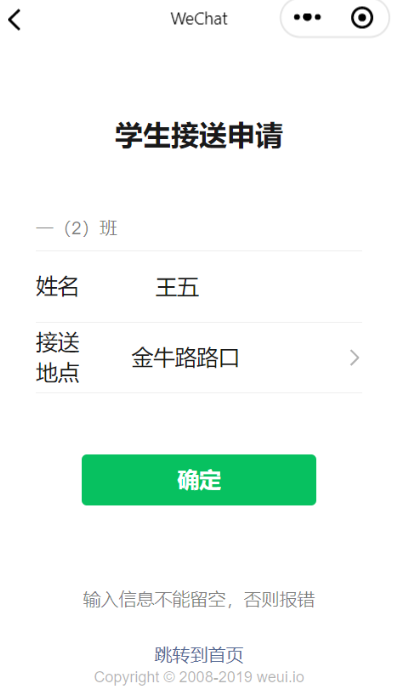 WeChat
学生接送申请
一（2）班
姓名 王五
接送
地点 金牛路路口
确定
输入信息不能留空，否则报错
跳转到首页
Copyright © 2008-2019 weui.io